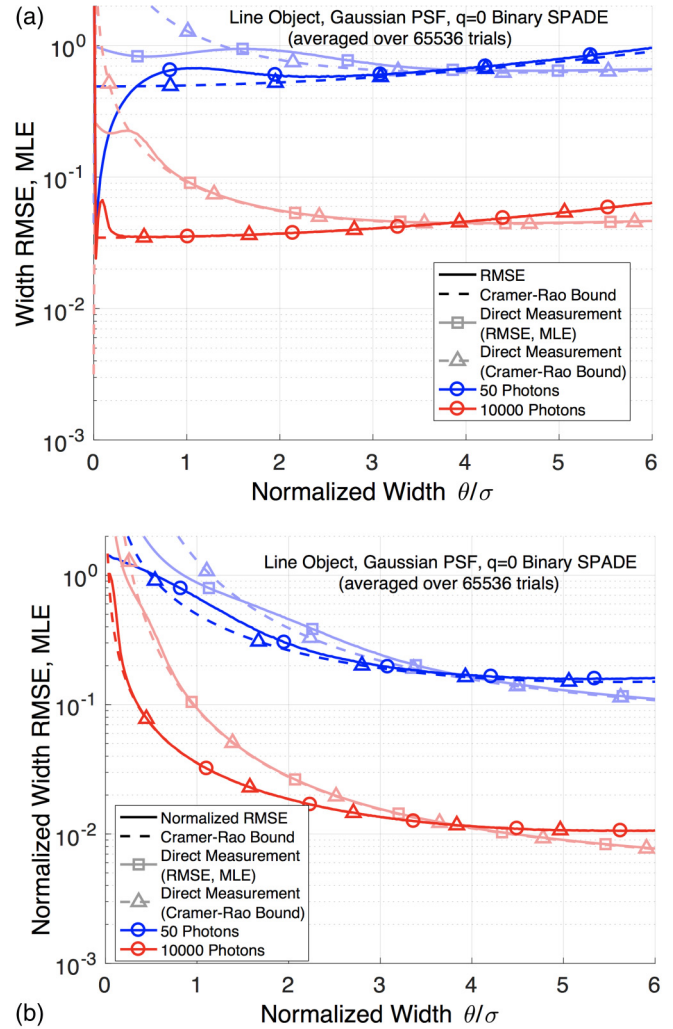 (a)
Line Object, Gaussian PSF, q=0 Binary SPADE
(averaged over 65536 trials)
Width RMSE, MLE
10^0
10^-1
10^-2
10^-3
RMSE
Cramer-Rao Bound
Direct Measurement
(RMSE, MLE)
Direct Measurement
(Cramer-Rao Bound)
50 Photons
10000 Photons
0 1 2 3 4 5 6
Normalized Width θ/σ
Line Object, Gaussian PSF, q=0 Binary SPADE
(averaged over 65536 trials)
Normalized Width RMSE, MLE
10^0
10^-1
10^-2
10^-3
Normalized RMSE
Cramer-Rao Bound
Direct Measurement
(RMSE, MLE)
Direct Measurement
(Cramer-Rao Bound)
50 Photons
10000 Photons
0 1 2 3 4 5 6
Normalized Width θ/σ
(b)